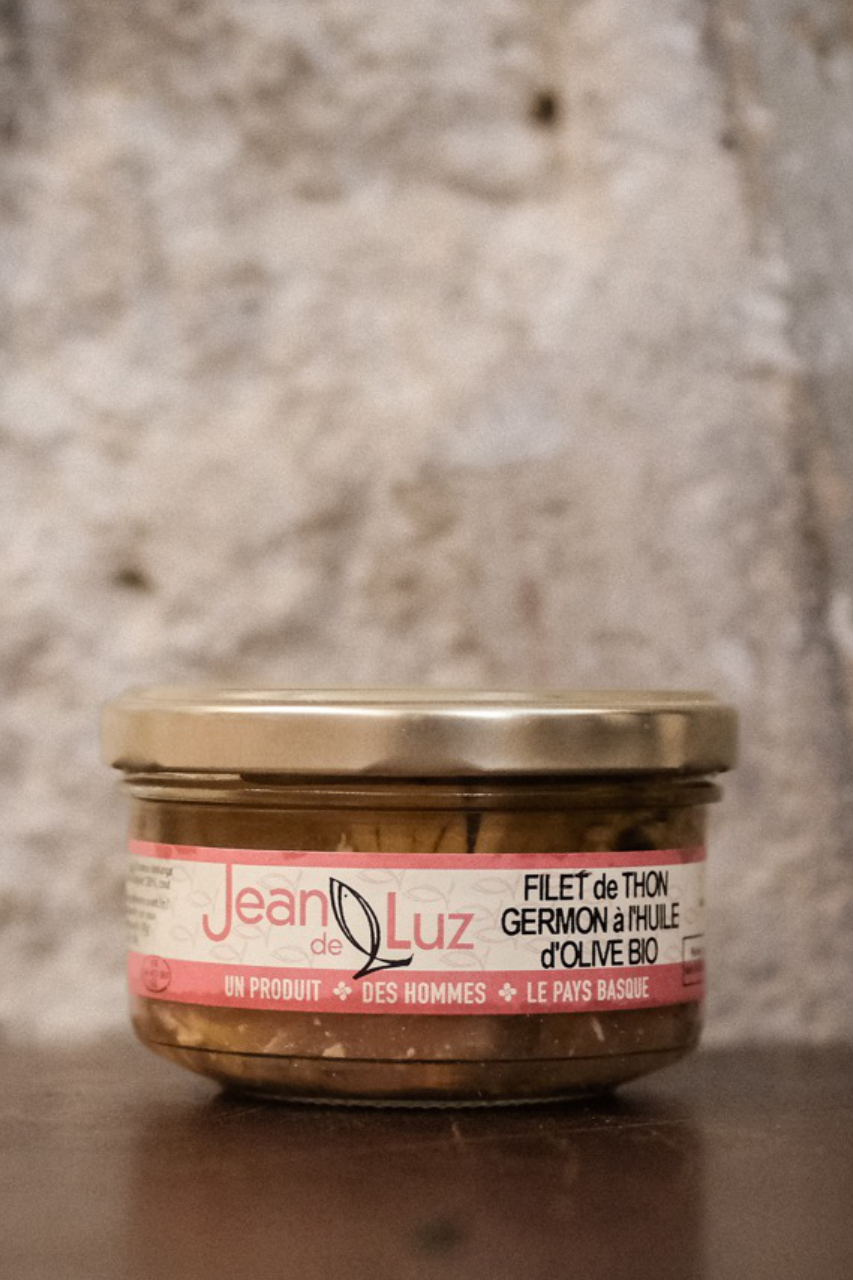 Jean de Luz
FILET de THON
GERMON à l'HUILE
d'OLIVE BIO
UN PRODUIT DES HOMMES LE PAYS BASQUE